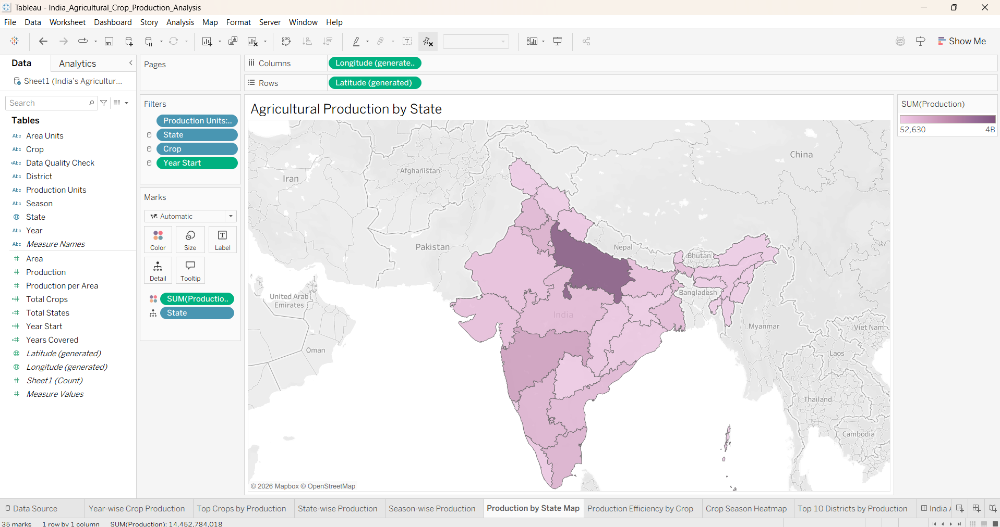 Tableau - India_Agricultural_Crop_Production_Analysis
File Data Worksheet Dashboard Story Analysis Map Format Server Window Help
Show Me
Data Analytics
Sheet1 (India's Agricultur...
Search
Tables
Abc Area Units
Abc Crop
=Abc Data Quality Check
Abc District
Abc Production Units
Abc Season
State
Abc Year
Abc Measure Names
# Area
# Production
# Production per Area
=# Total Crops
=# Total States
=# Year Start
=# Years Covered
Latitude (generated)
Longitude (generated)
# Sheet1 (Count)
# Measure Values
Pages
Filters
Production Units:..
State
Crop
Year Start
Marks
Automatic
Color Size Label
Detail Tooltip
SUM(Productio..
State
Columns Longitude (generate..
Rows Latitude (generated)
Agricultural Production by State
China
Afghanistan
Iran
Pakistan
Nepal
Bhutan
Bangladesh
United Arab
Emirates
India
Myanmar
Viet Nam
Oman
Laos
Thailand
Cambodia
© 2026 Mapbox © OpenStreetMap
SUM(Production)
52,630 4B
Data Source Year-wise Crop Production Top Crops by Production State-wise Production Season-wise Production Production by State Map Production Efficiency by Crop Crop Season Heatmap Top 10 Districts by Production India
35 marks 1 row by 1 column SUM(Production): 14,452,784,018